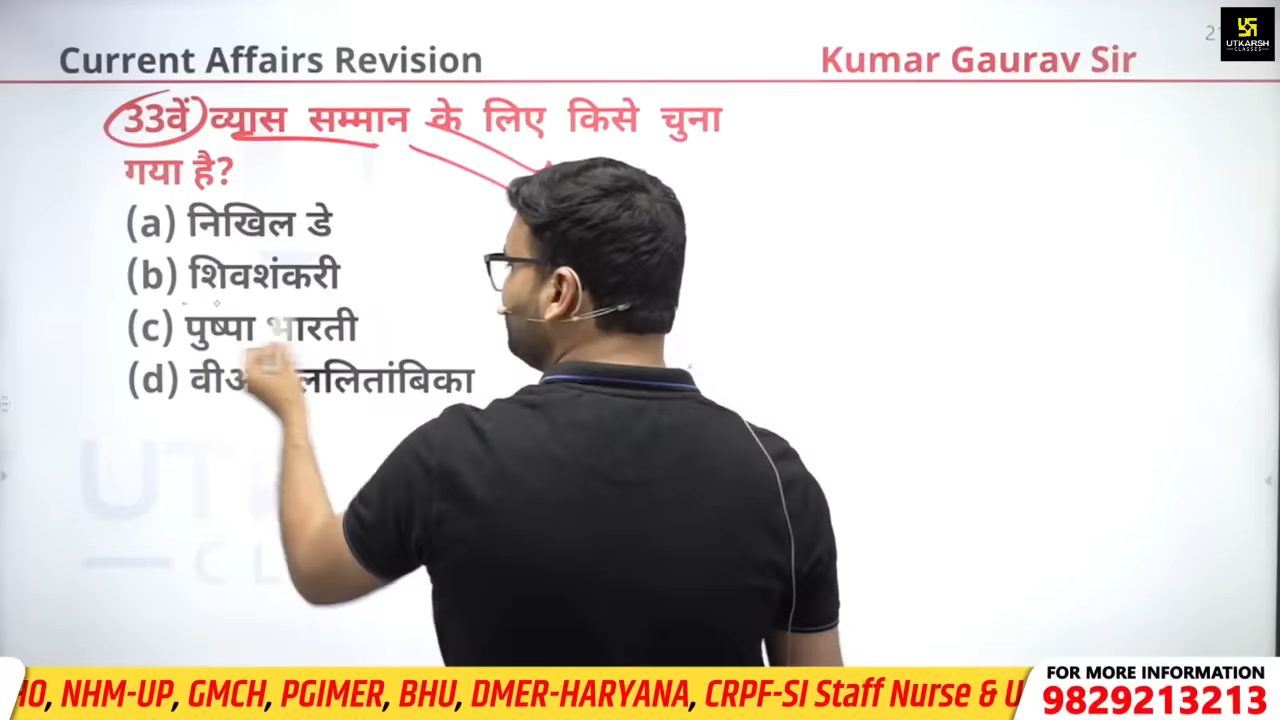 UTKARSH
CLASSES
Current Affairs Revision
Kumar Gaurav Sir
33वें व्यास सम्मान के लिए किसे चुना
गया है?
(a) निखिल डे
(b) शिवशंकरी
(c) पुष्पा भारती
(d) ललितांबिका
NHM-UP, GMCH, PGIMER, BHU, DMER-HARYANA, CRPF-SI Staff Nurse &
FOR MORE INFORMATION
9829213213